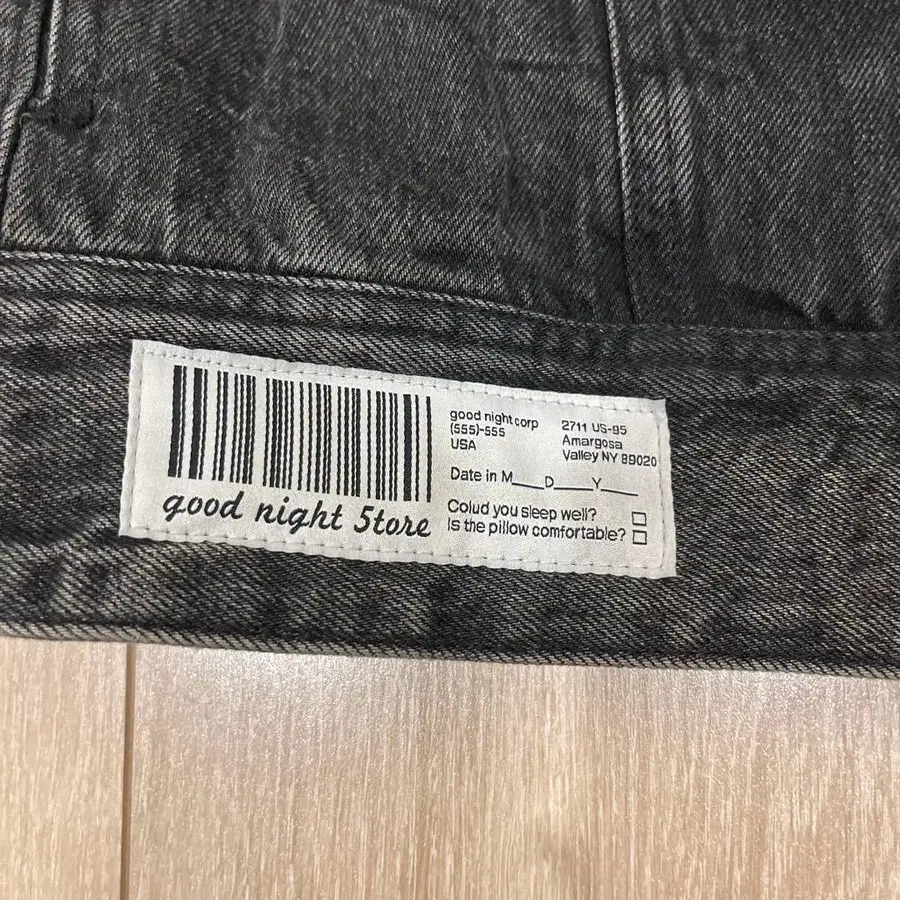 good night 5tore
good night corp
(555)-555
USA
2711 US-95
Amargosa
Valley NY 89020
Date in M____D____Y____
Colud you sleep well? □
Is the pillow comfortable? □